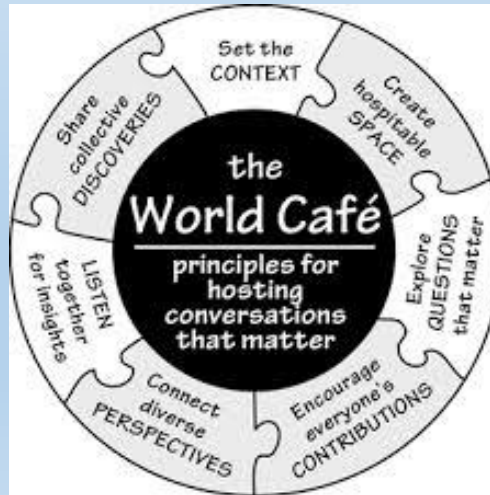 Set the
CONTEXT
Create
hospitable
SPACE
Explore
QUESTIONS
that matter
Encourage
everyone's
CONTRIBUTIONS
Connect
diverse
PERSPECTIVES
LISTEN
together
for insights
Share
collective
DISCOVERIES
the
World Café
principles for
hosting
conversations
that matter